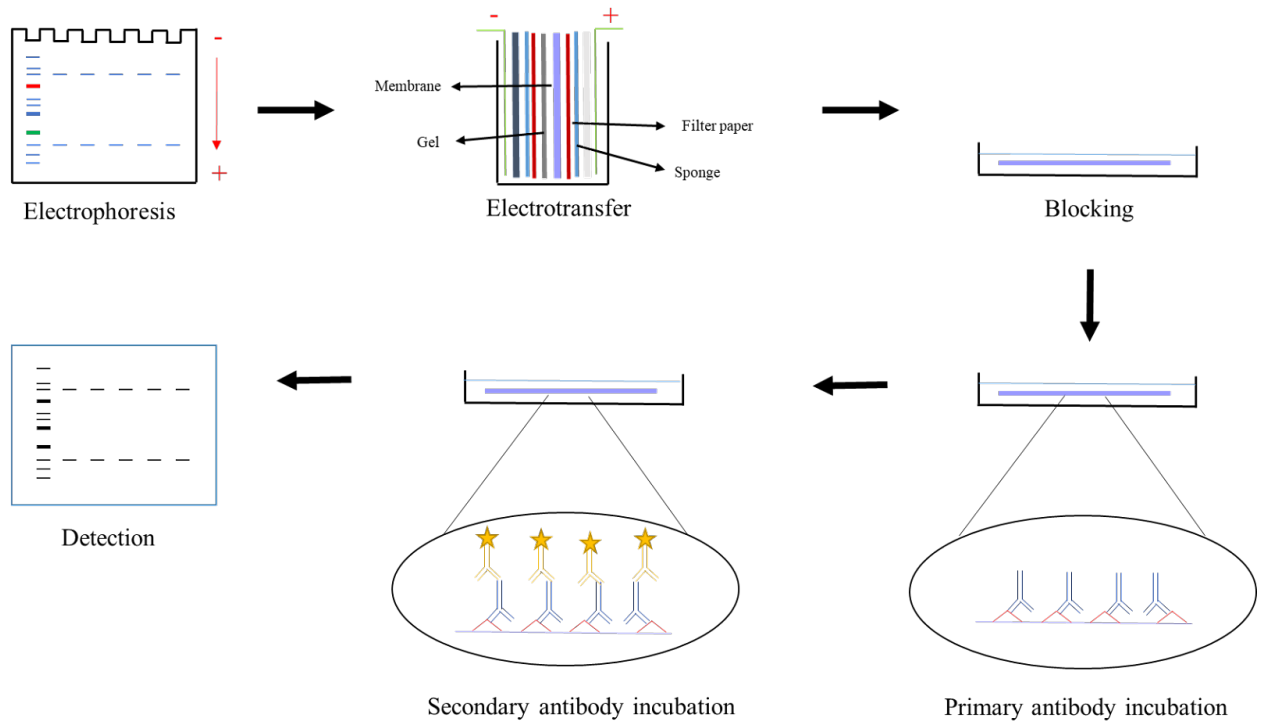 -
+
Electrophoresis
-
+
Membrane
Gel
Filter paper
Sponge
Electrotransfer
Blocking
Primary antibody incubation
Secondary antibody incubation
Detection